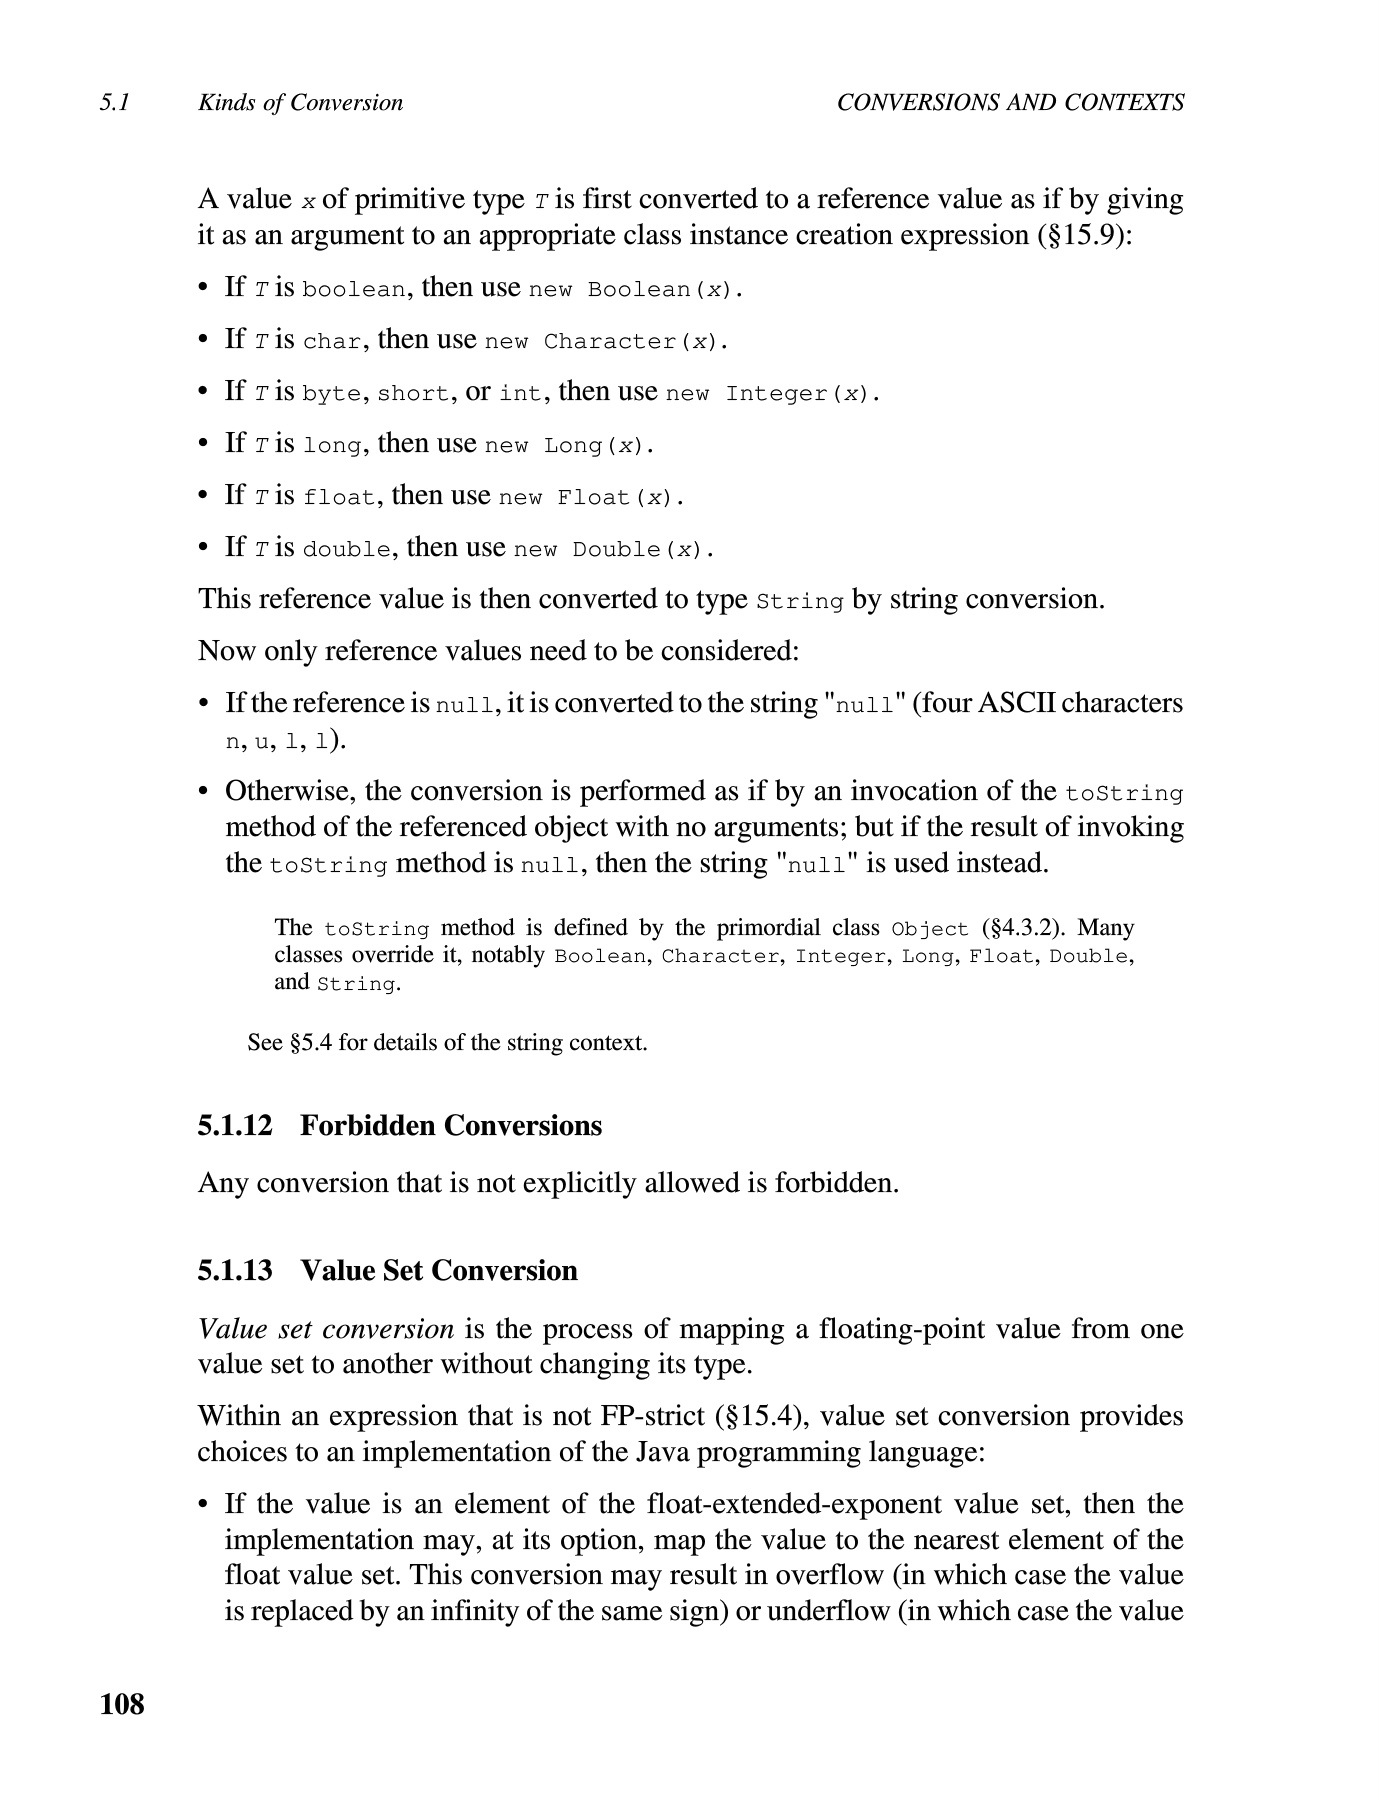 5.1 Kinds of Conversion CONVERSIONS AND CONTEXTS
A value x of primitive type T is first converted to a reference value as if by giving
it as an argument to an appropriate class instance creation expression (§15.9):
• If T is boolean, then use new Boolean(x).
• If T is char, then use new Character(x).
• If T is byte, short, or int, then use new Integer(x).
• If T is long, then use new Long(x).
• If T is float, then use new Float(x).
• If T is double, then use new Double(x).
This reference value is then converted to type String by string conversion.
Now only reference values need to be considered:
• If the reference is null, it is converted to the string "null" (four ASCII characters
n, u, l, l).
• Otherwise, the conversion is performed as if by an invocation of the toString
method of the referenced object with no arguments; but if the result of invoking
the toString method is null, then the string "null" is used instead.
The toString method is defined by the primordial class Object (§4.3.2). Many
classes override it, notably Boolean, Character, Integer, Long, Float, Double,
and String.
See §5.4 for details of the string context.
5.1.12 Forbidden Conversions
Any conversion that is not explicitly allowed is forbidden.
5.1.13 Value Set Conversion
Value set conversion is the process of mapping a floating-point value from one
value set to another without changing its type.
Within an expression that is not FP-strict (§15.4), value set conversion provides
choices to an implementation of the Java programming language:
• If the value is an element of the float-extended-exponent value set, then the
implementation may, at its option, map the value to the nearest element of the
float value set. This conversion may result in overflow (in which case the value
is replaced by an infinity of the same sign) or underflow (in which case the value
108